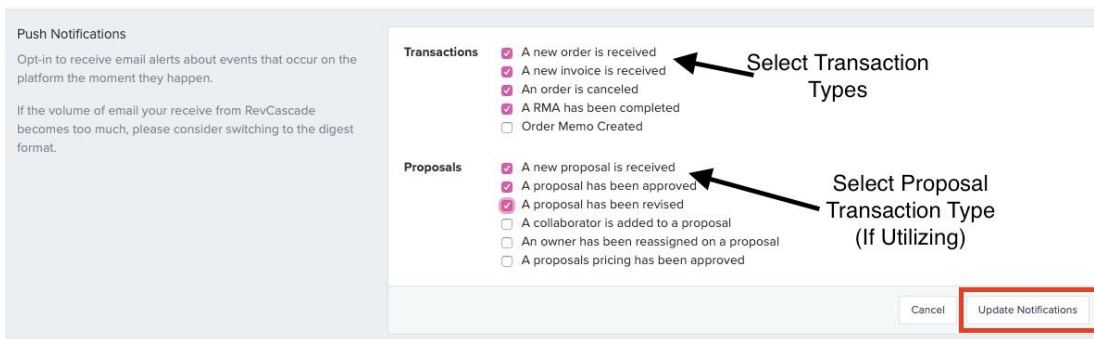 Push Notifications
Opt-in to receive email alerts about events that occur on the
platform the moment they happen.
If the volume of email your receive from RevCascade
becomes too much, please consider switching to the digest
format.
Transactions
A new order is received
A new invoice is received
An order is canceled
A RMA has been completed
Order Memo Created
Select Transaction
Types
Proposals
A new proposal is received
A proposal has been approved
A proposal has been revised
A collaborator is added to a proposal
An owner has been reassigned on a proposal
A proposals pricing has been approved
Select Proposal
Transaction Type
(If Utilizing)
Cancel
Update Notifications